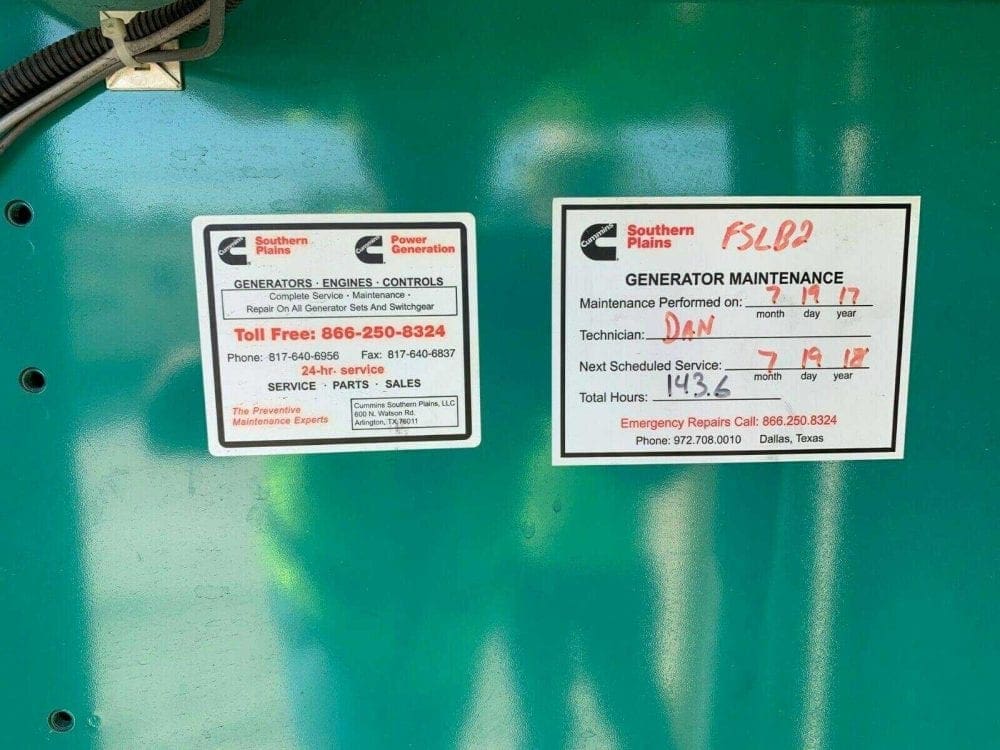 Cummins Southern Plains
Cummins Power Generation
GENERATORS · ENGINES · CONTROLS
Complete Service · Maintenance ·
Repair On All Generator Sets And Switchgear
Toll Free: 866-250-8324
Phone: 817-640-6956 Fax: 817-640-6837
24-hr- service
SERVICE · PARTS · SALES
The Preventive
Maintenance Experts
Cummins Southern Plains, LLC
600 N. Watson Rd.
Arlington, TX 76011
Cummins Southern Plains FSLB2
GENERATOR MAINTENANCE
Maintenance Performed on: 7 19 17
month day year
Technician: DAN
Next Scheduled Service: 7 19 18
month day year
Total Hours: 143.6
Emergency Repairs Call: 866.250.8324
Phone: 972.708.0010 Dallas, Texas